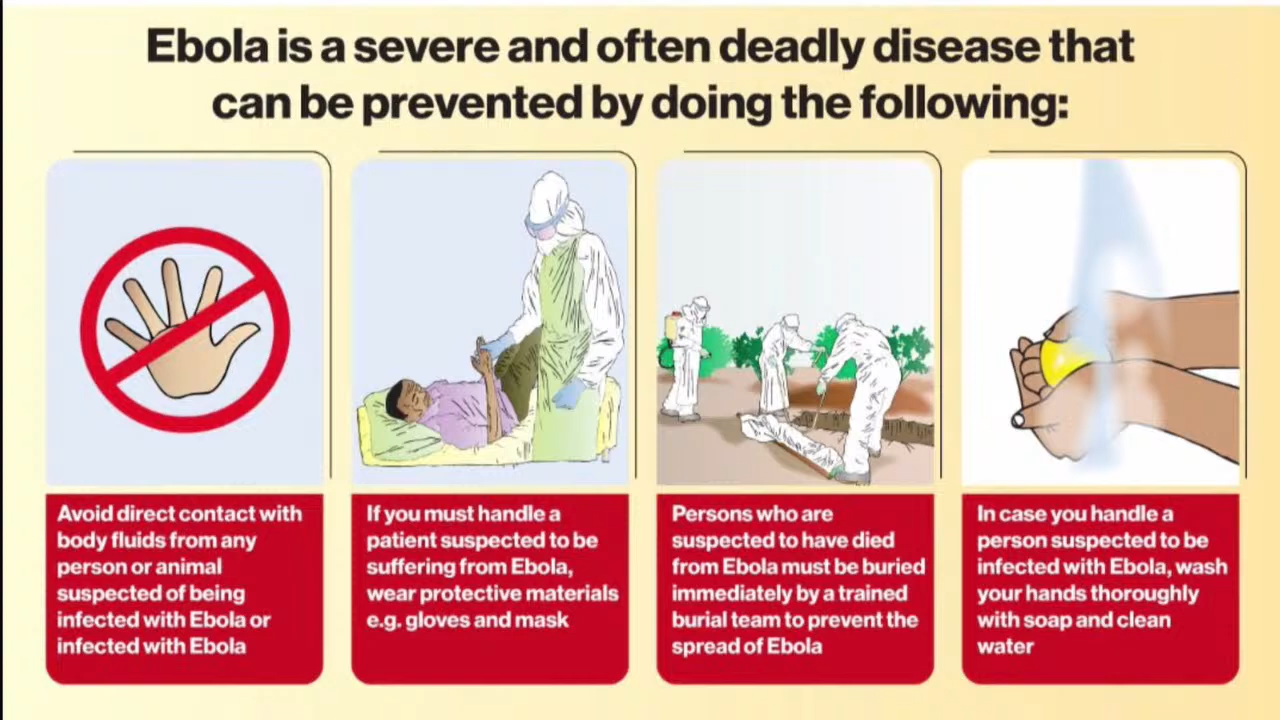 Ebola is a severe and often deadly disease that
can be prevented by doing the following:
Avoid direct contact with
body fluids from any
person or animal
suspected of being
infected with Ebola or
infected with Ebola
If you must handle a
patient suspected to be
suffering from Ebola,
wear protective materials
e.g. gloves and mask
Persons who are
suspected to have died
from Ebola must be buried
immediately by a trained
burial team to prevent the
spread of Ebola
In case you handle a
person suspected to be
infected with Ebola, wash
your hands thoroughly
with soap and clean
water